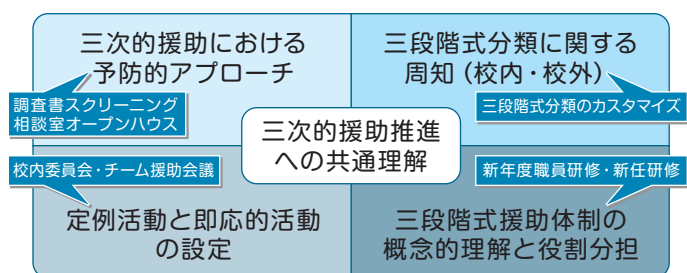 三次的援助における
予防的アプローチ
調査書スクリーニング
相談室オープンハウス
三段階式分類に関する
周知（校内・校外）
三段階式分類のカスタマイズ
三次的援助推進
への共通理解
校内委員会・チーム援助会議
定例活動と即応的活動
の設定
新年度職員研修・新任研修
三段階式援助体制の
概念的理解と役割分担